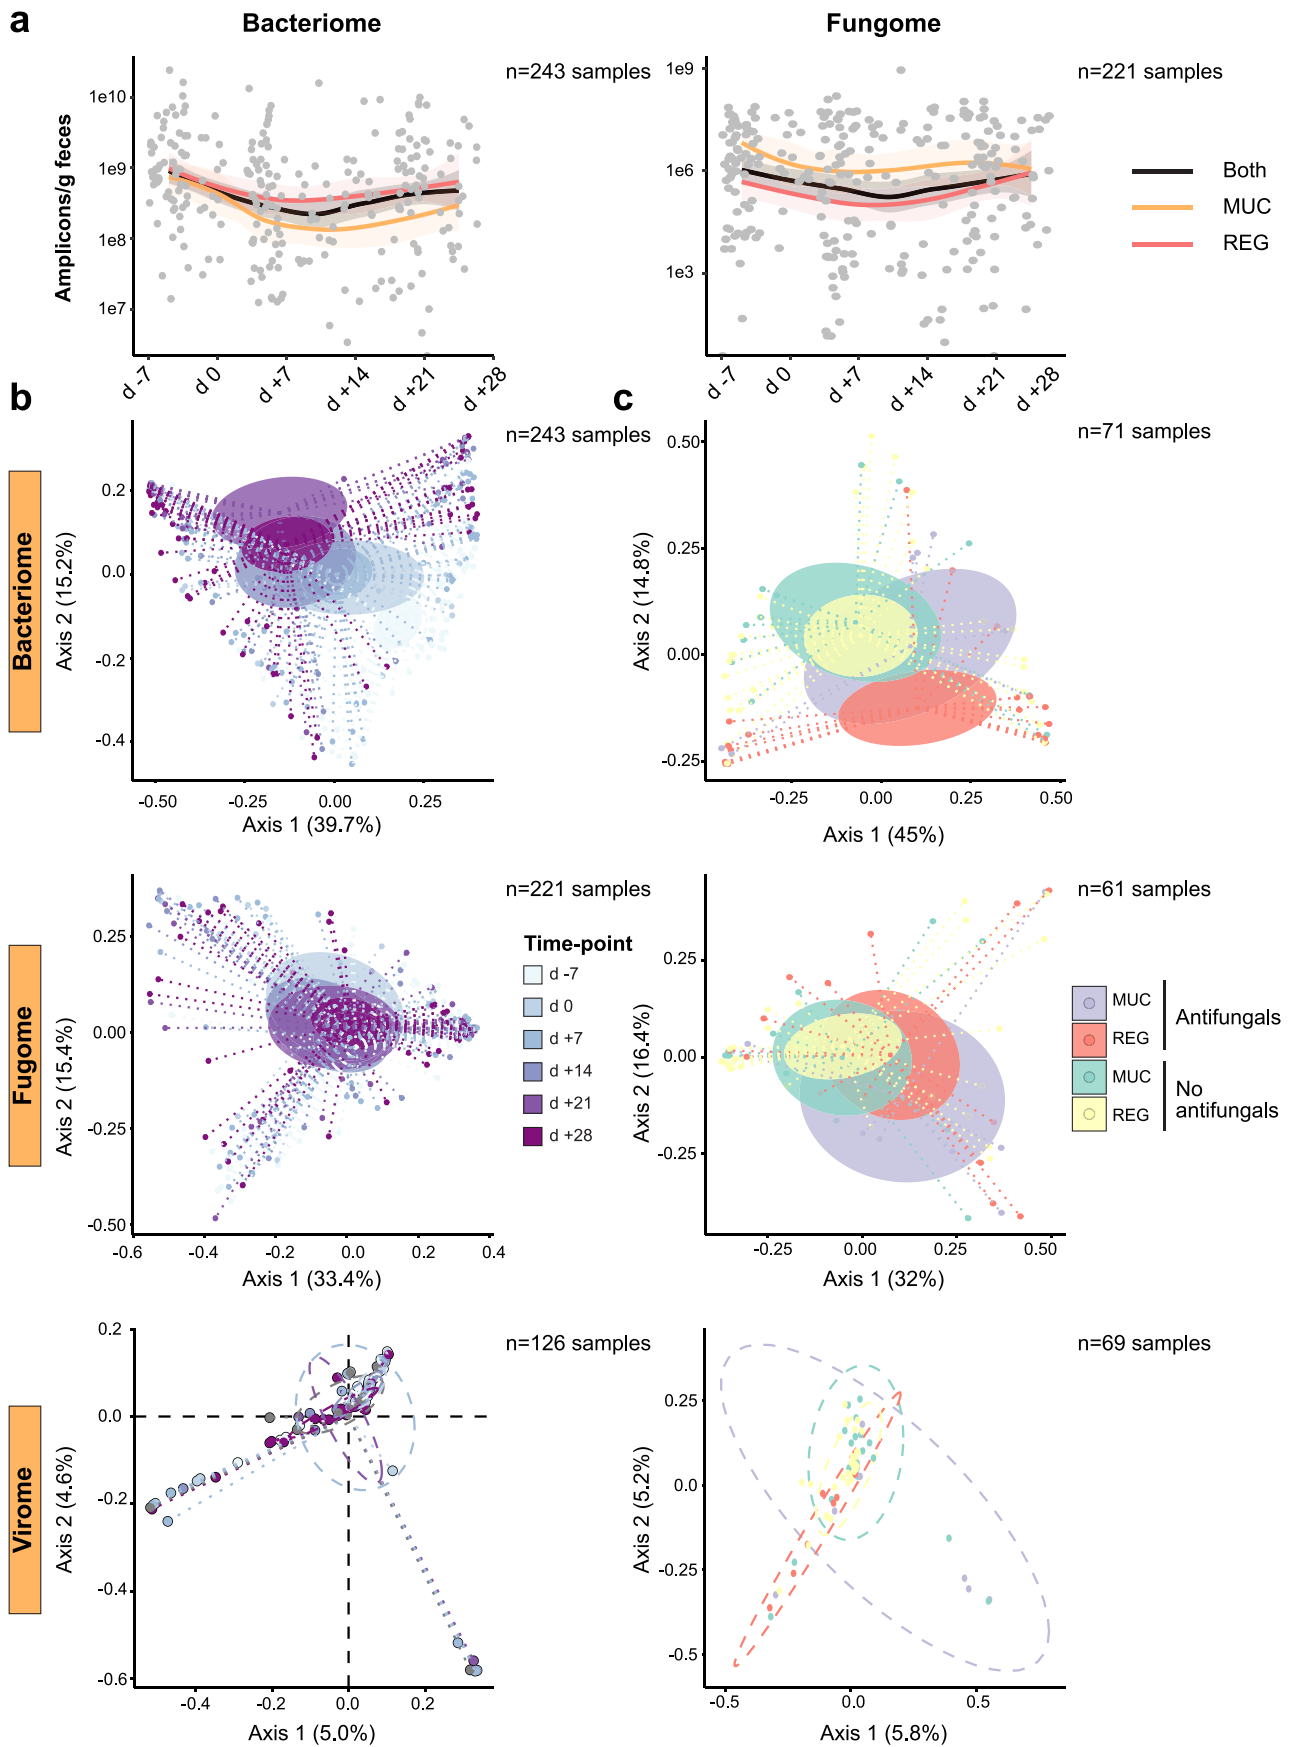 a
Bacteriome
Fungome
n=243 samples
n=221 samples
Amplicons/g feces
1e10
1e9
1e8
1e7
1e9
1e6
1e3
Both
MUC
REG
d -7
d 0
d +7
d +14
d +21
d +28
d -7
d 0
d +7
d +14
d +21
d +28
b
c
Bacteriome
n=243 samples
n=71 samples
Axis 2 (15.2%)
0.2
0.0
-0.2
-0.4
-0.50
-0.25
0.00
0.25
Axis 1 (39.7%)
Axis 2 (14.8%)
0.50
0.25
0.00
-0.25
-0.25
0.00
0.25
0.50
Axis 1 (45%)
Fugome
n=221 samples
n=61 samples
Axis 2 (15.4%)
0.25
0.00
-0.25
-0.50
-0.6
-0.4
-0.2
0.0
0.2
0.4
Axis 1 (33.4%)
Time-point
d -7
d 0
d +7
d +14
d +21
d +28
Axis 2 (16.4%)
0.25
0.00
-0.25
-0.25
0.00
0.25
0.50
Axis 1 (32%)
MUC
REG
Antifungals
MUC
REG
No
antifungals
Virome
n=126 samples
n=69 samples
Axis 2 (4.6%)
0.2
0.0
-0.2
-0.4
-0.6
-0.4
-0.2
0.0
0.2
Axis 1 (5.0%)
Axis 2 (5.2%)
0.25
0.0
-0.25
-0.5
-0.5
0.0
0.5
Axis 1 (5.8%)